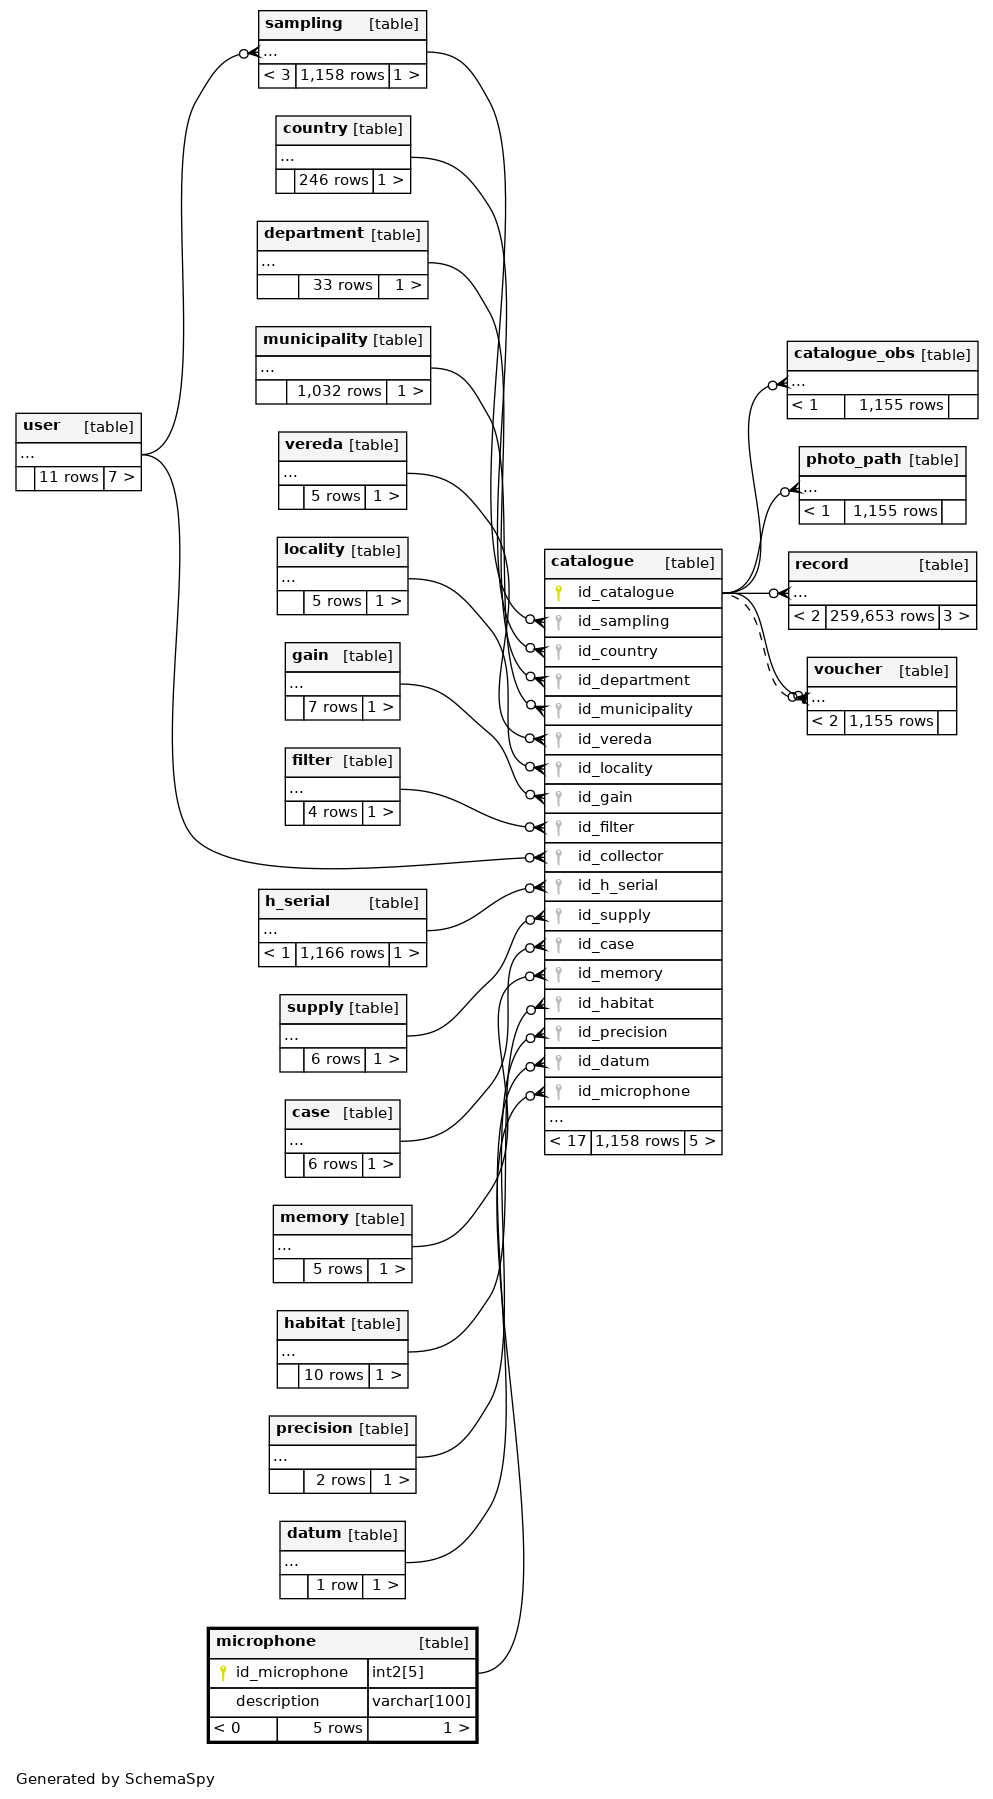 sampling [table]
...
< 3 1,158 rows 1 >
country [table]
...
246 rows 1 >
department [table]
...
33 rows 1 >
municipality [table]
...
1,032 rows 1 >
user [table]
...
11 rows 7 >
vereda [table]
...
5 rows 1 >
locality [table]
...
5 rows 1 >
gain [table]
...
7 rows 1 >
filter [table]
...
4 rows 1 >
h_serial [table]
...
< 1 1,166 rows 1 >
supply [table]
...
6 rows 1 >
case [table]
...
6 rows 1 >
memory [table]
...
5 rows 1 >
habitat [table]
...
10 rows 1 >
precision [table]
...
2 rows 1 >
datum [table]
...
1 row 1 >
microphone [table]
id_microphone int2[5]
description varchar[100]
< 0 5 rows 1 >
catalogue [table]
id_catalogue
id_sampling
id_country
id_department
id_municipality
id_vereda
id_locality
id_gain
id_filter
id_collector
id_h_serial
id_supply
id_case
id_memory
id_habitat
id_precision
id_datum
id_microphone
...
< 17 1,158 rows 5 >
catalogue_obs [table]
...
< 1 1,155 rows
photo_path [table]
...
< 1 1,155 rows
record [table]
...
< 2 259,653 rows 3 >
voucher [table]
...
< 2 1,155 rows
Generated by SchemaSpy